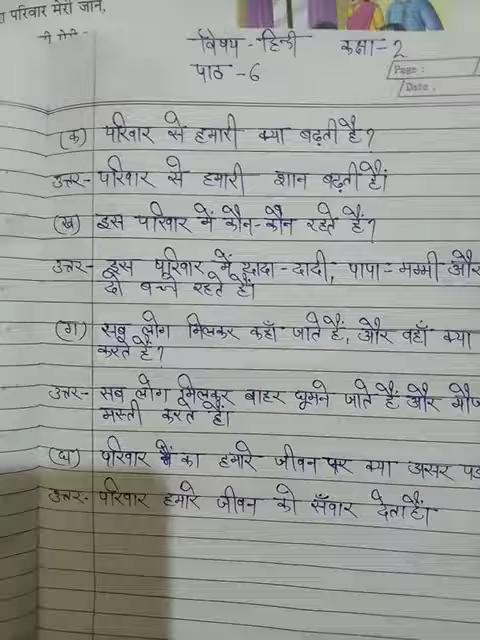 परिवार मेरी जान,
विषय - हिन्दी कक्षा-2
पाठ -6
Page :
Date :
(क) परिवार से हमारी क्या बढ़ती है?
उत्तर- परिवार से हमारी शान बढ़ती है।
(ख) इस परिवार में कौन-कौन रहते हैं?
उत्तर- इस परिवार में दादा-दादी, पापा-मम्मी और
दो बच्चे रहते हैं।
(ग) सब लोग मिलकर कहाँ जाते हैं, और वहाँ क्या
करते हैं?
उत्तर- सब लोग मिलकर बाहर घूमने जाते हैं और मौज
मस्ती करते हैं।
(घ) परिवार का हमारे जीवन पर क्या असर पड़
उत्तर- परिवार हमारे जीवन को सँवार देता है।